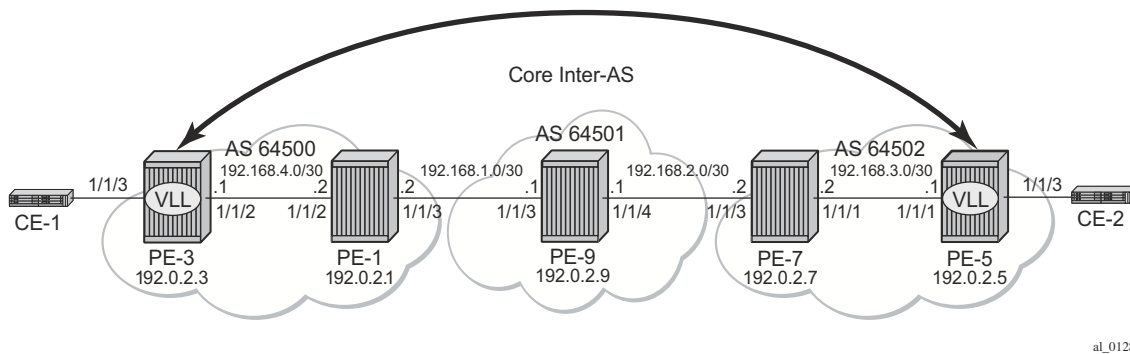 Core Inter-AS
AS 64500
AS 64501
AS 64502
192.168.4.0/30
192.168.1.0/30
192.168.2.0/30
192.168.3.0/30
1/1/3
VLL
.1
.2
.2
.1
.1
.2
.2
.1
VLL
1/1/3
CE-1
1/1/2
1/1/2
1/1/3
1/1/3
1/1/4
1/1/3
1/1/1
1/1/1
CE-2
PE-3
PE-1
PE-9
PE-7
PE-5
192.0.2.3
192.0.2.1
192.0.2.9
192.0.2.7
192.0.2.5